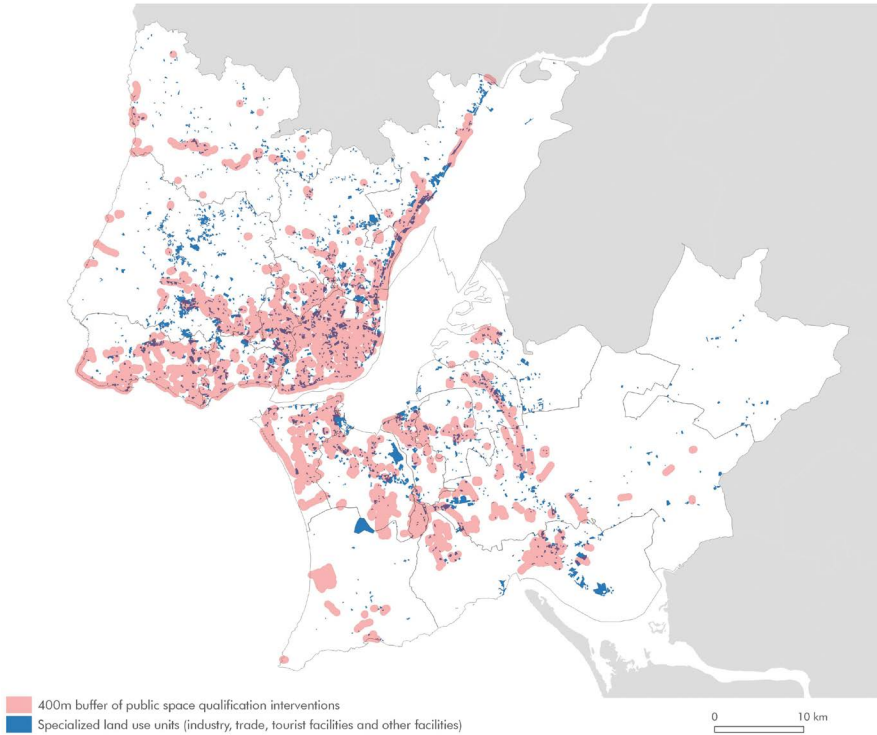 400m buffer of public space qualification interventions
Specialized land use units (industry, trade, tourist facilities and other facilities)
0 10 km